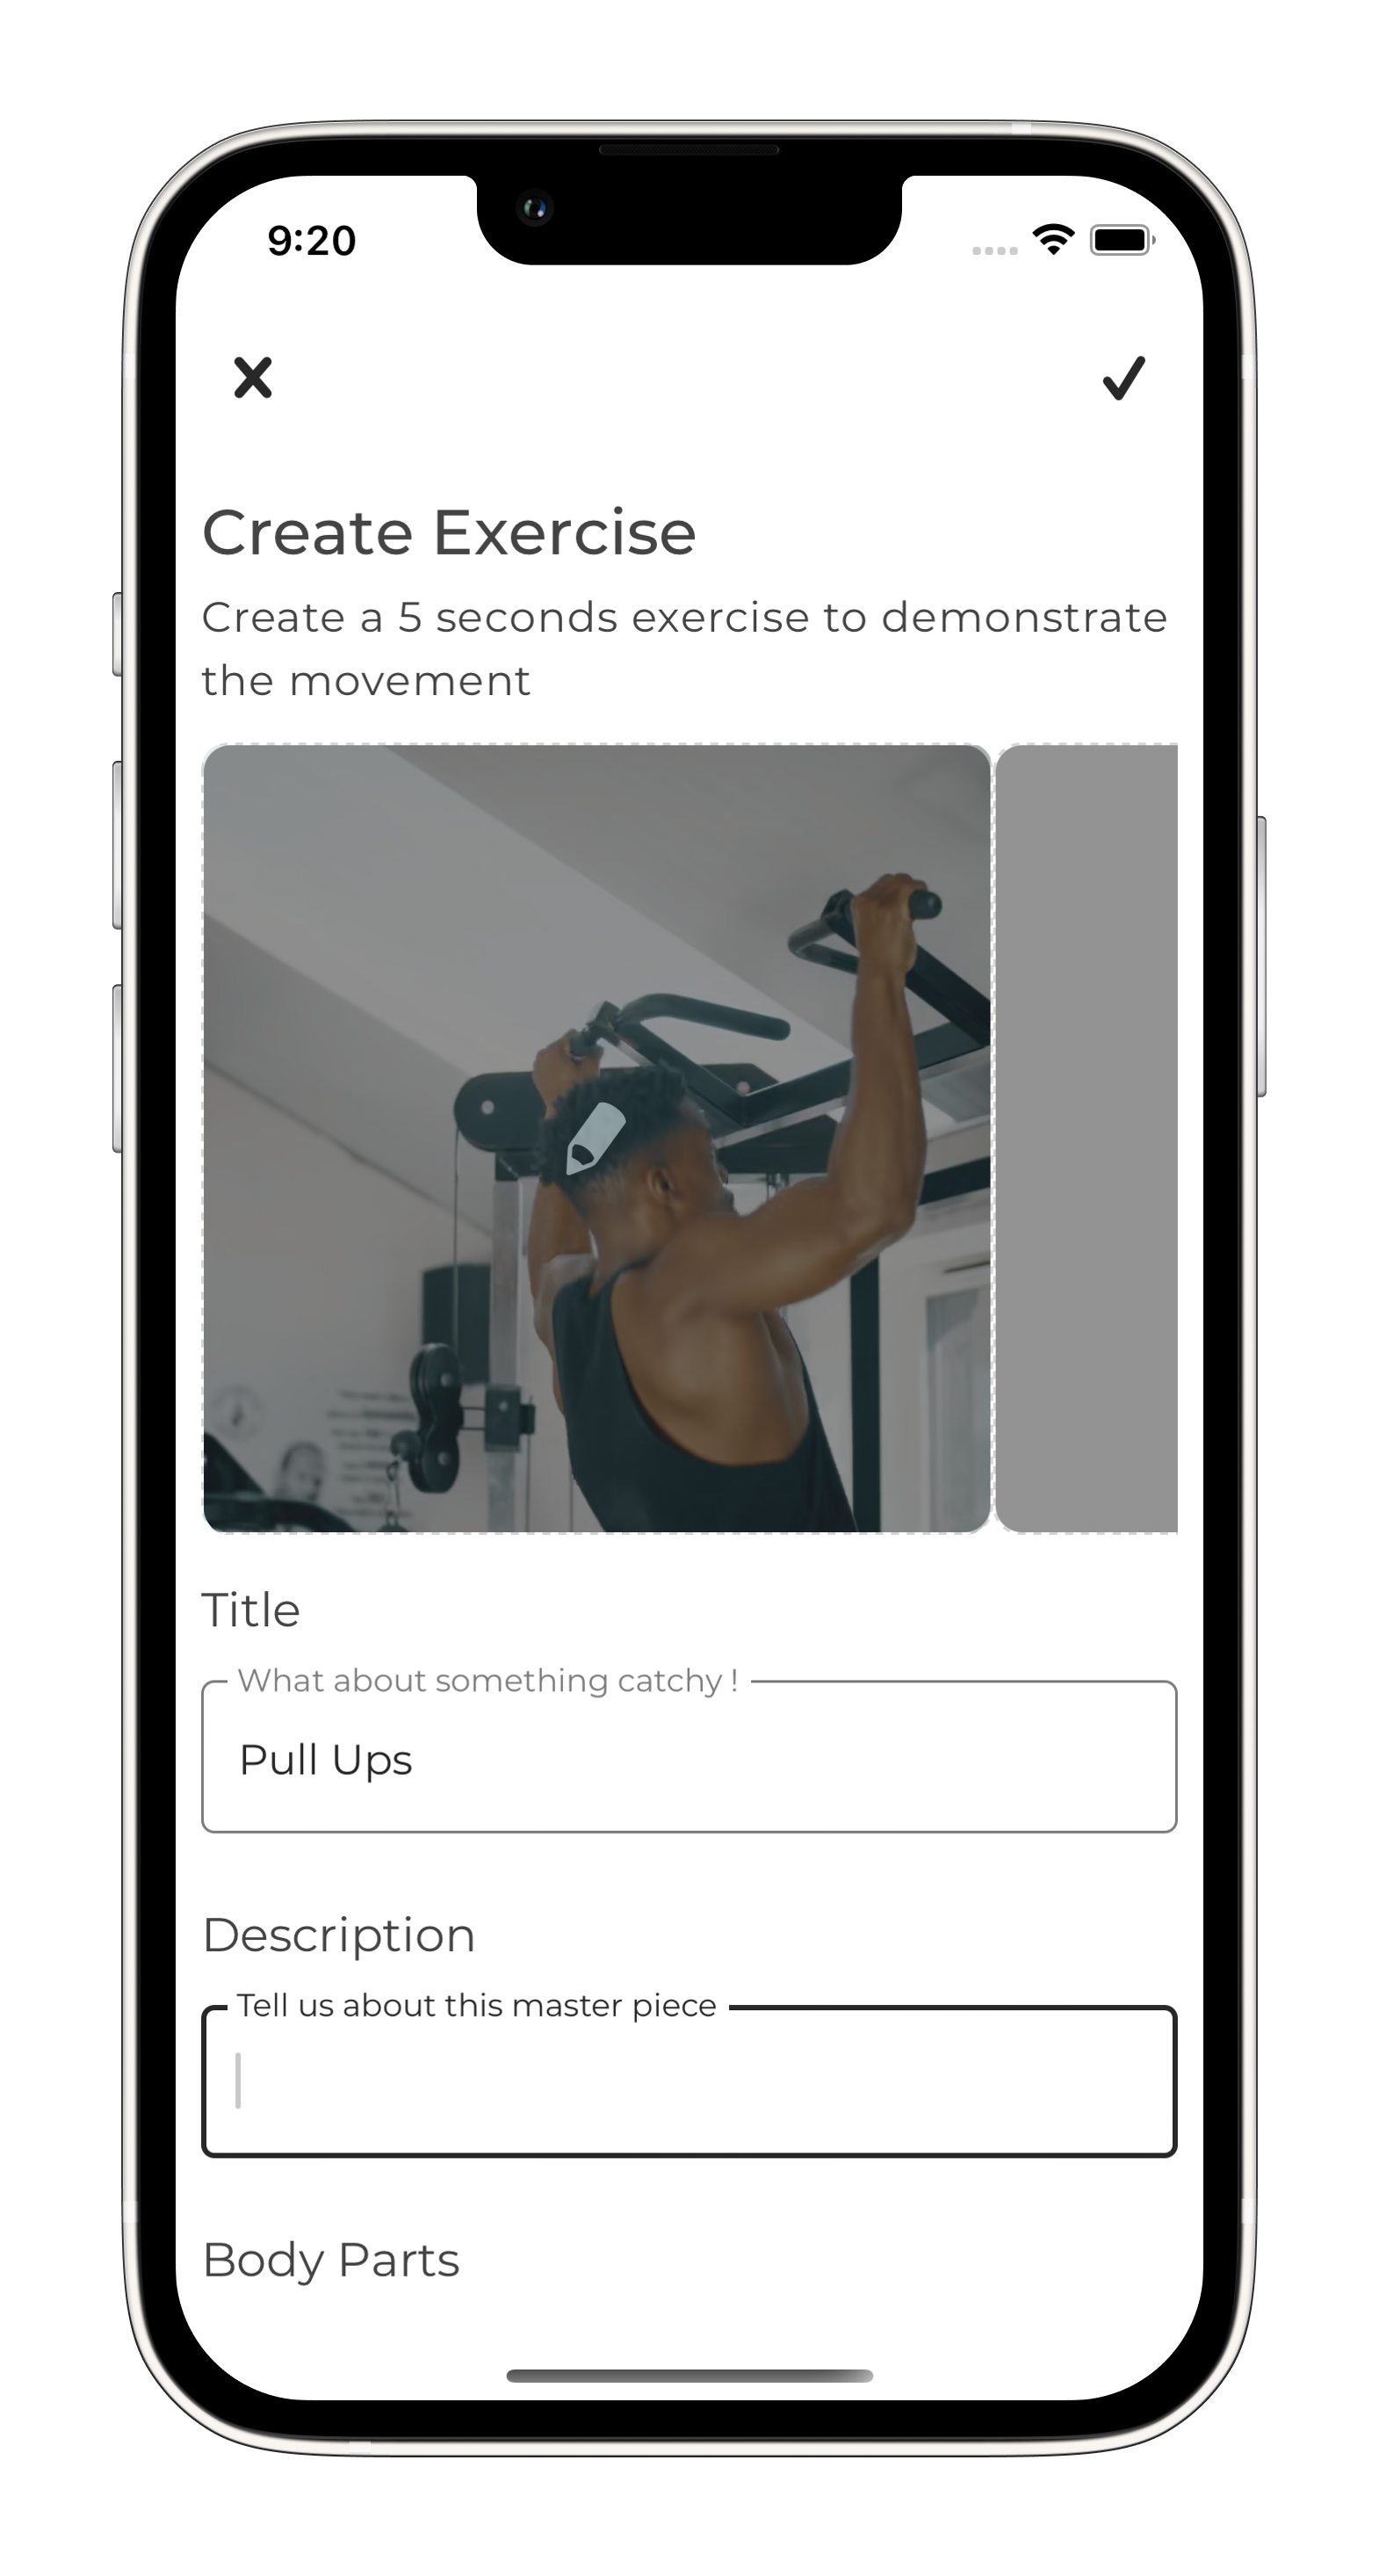 9:20
Create Exercise
Create a 5 seconds exercise to demonstrate
the movement
Title
What about something catchy !
Pull Ups
Description
Tell us about this master piece
Body Parts